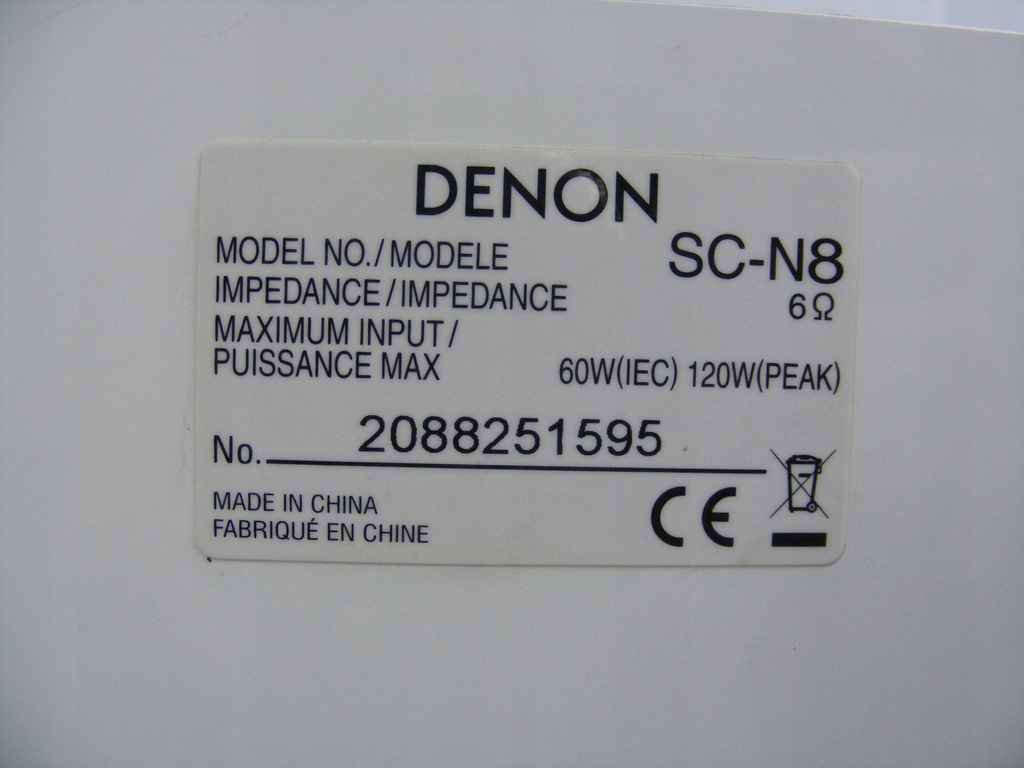 DENON
MODEL NO./MODELE SC-N8
IMPEDANCE/IMPEDANCE 6Ω
MAXIMUM INPUT/
PUISSANCE MAX 60W(IEC) 120W(PEAK)
No. 2088251595
MADE IN CHINA
FABRIQUÉ EN CHINE
CE